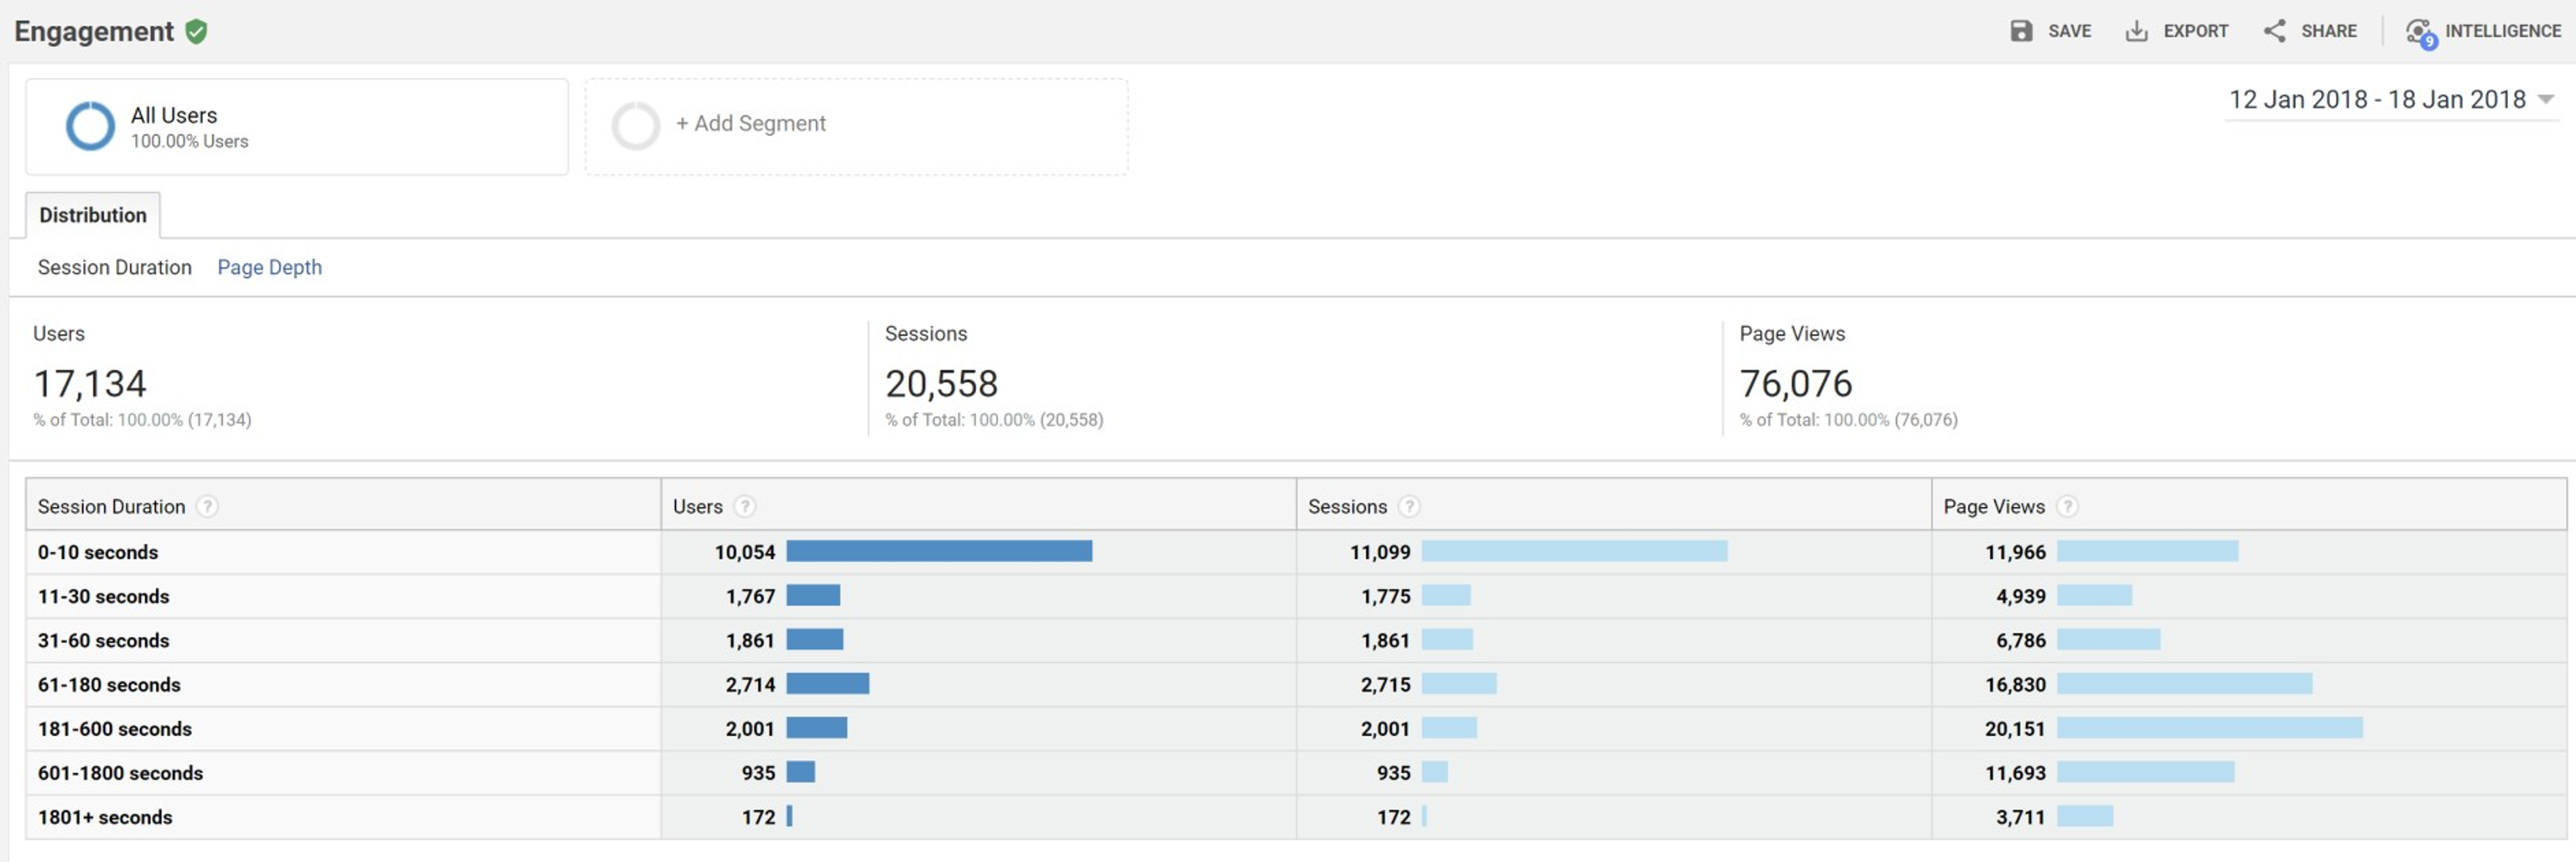 Engagement
SAVE EXPORT SHARE 9 INTELLIGENCE
All Users
100.00% Users
+ Add Segment
12 Jan 2018 - 18 Jan 2018
Distribution
Session Duration Page Depth
Users Sessions Page Views
17,134 20,558 76,076
% of Total: 100.00% (17,134) % of Total: 100.00% (20,558) % of Total: 100.00% (76,076)
Session Duration ? Users ? Sessions ? Page Views ?
0-10 seconds 10,054 11,099 11,966
11-30 seconds 1,767 1,775 4,939
31-60 seconds 1,861 1,861 6,786
61-180 seconds 2,714 2,715 16,830
181-600 seconds 2,001 2,001 20,151
601-1800 seconds 935 935 11,693
1801+ seconds 172 172 3,711